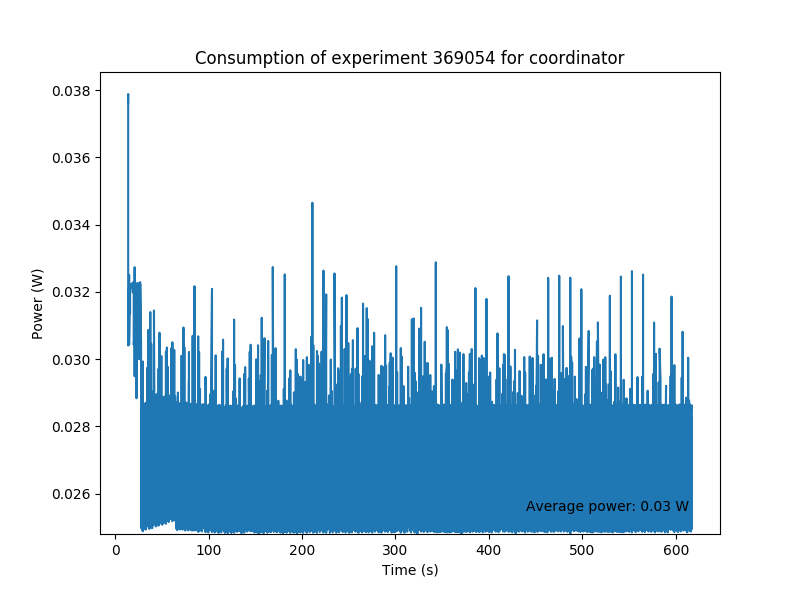 Consumption of experiment 369054 for coordinator
0.038
0.036
0.034
0.032
0.030
0.028
0.026
Power (W)
Average power: 0.03 W
0 100 200 300 400 500 600
Time (s)